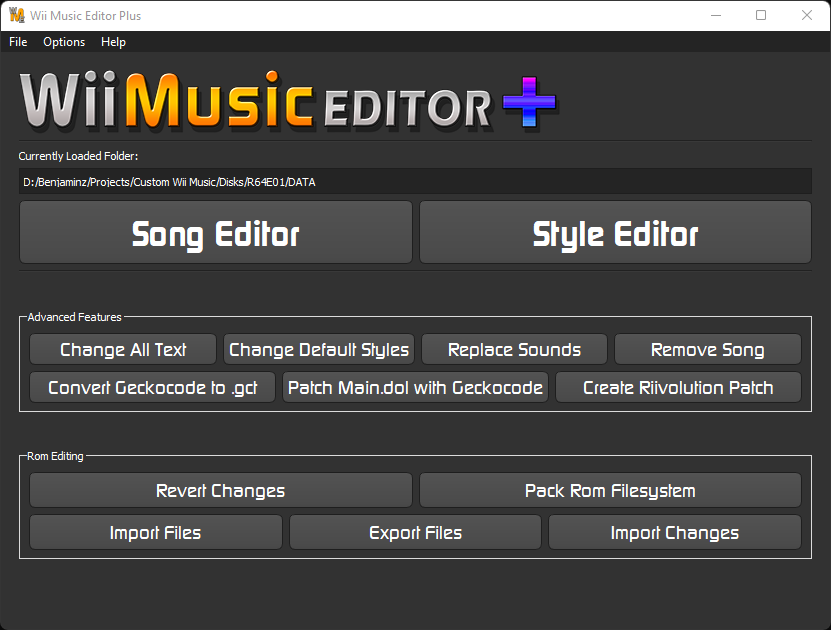 Wii Music Editor Plus
File Options Help
WiiMusic EDITOR +
Currently Loaded Folder:
D:/Benjaminz/Projects/Custom Wii Music/Disks/R64E01/DATA
Song Editor Style Editor
Advanced Features
Change All Text Change Default Styles Replace Sounds Remove Song
Convert Geckocode to .gct Patch Main.dol with Geckocode Create Riivolution Patch
Rom Editing
Revert Changes Pack Rom Filesystem
Import Files Export Files Import Changes